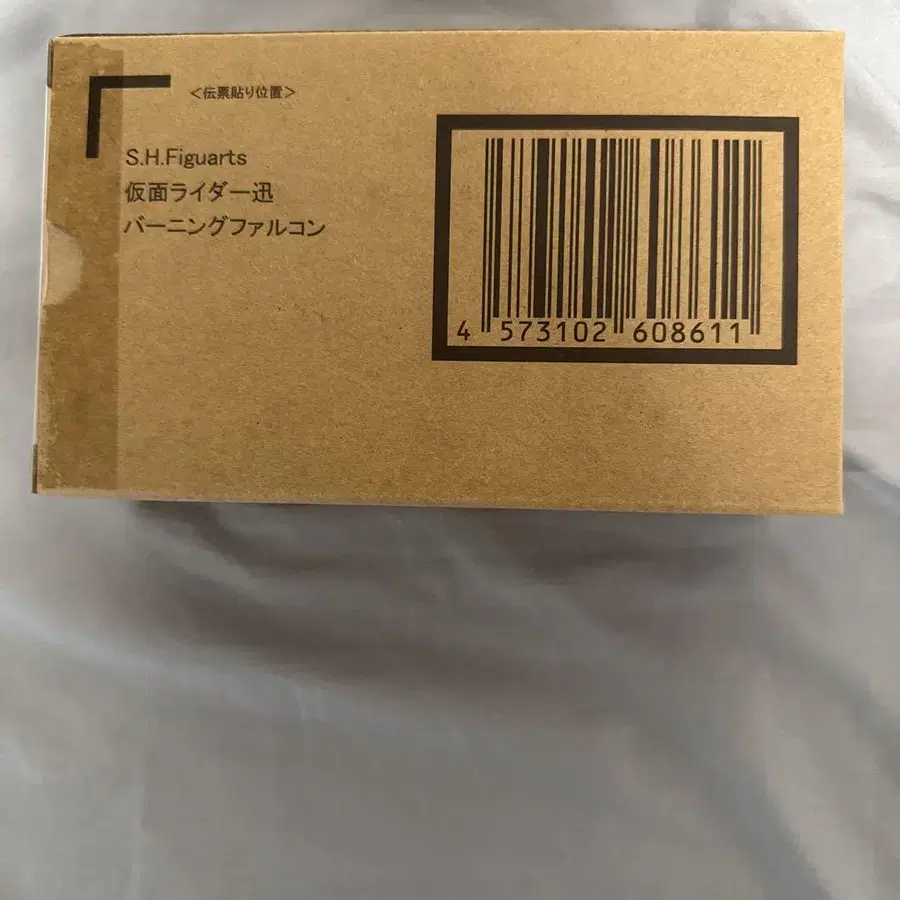 <伝票貼り位置>
S.H.Figuarts
仮面ライダー迅
バーニングファルコン
4 573102 608611